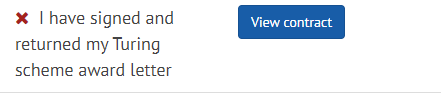 ✖ I have signed and
returned my Turing
scheme award letter
View contract